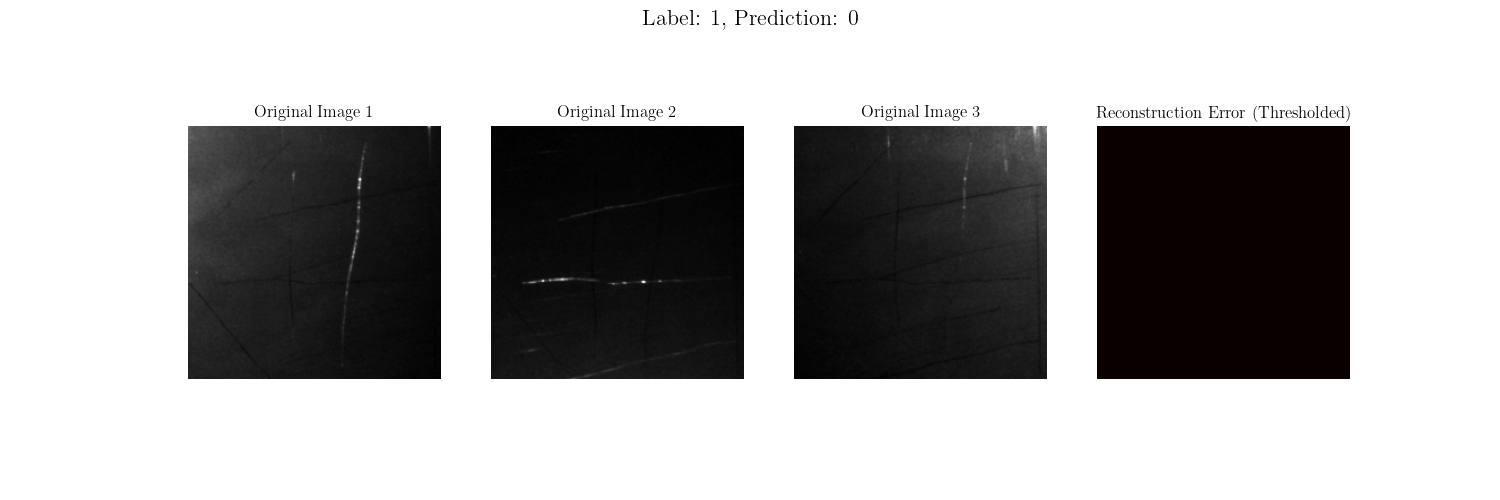 Label: 1, Prediction: 0
Original Image 1
Original Image 2
Original Image 3
Reconstruction Error (Thresholded)